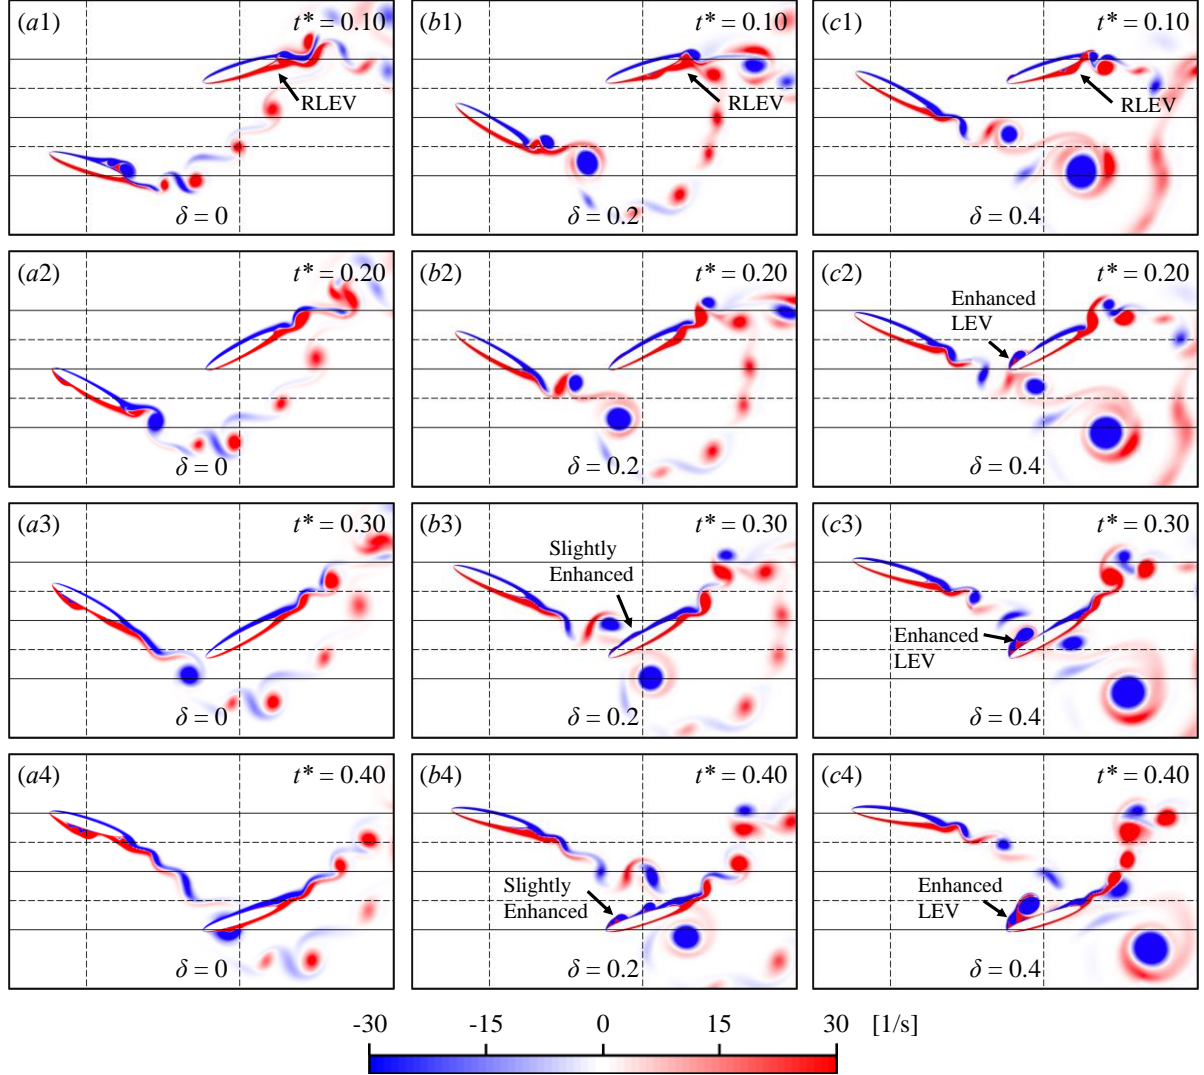 (a1) t* = 0.10
RLEV
δ = 0
(b1) t* = 0.10
RLEV
δ = 0.2
(c1) t* = 0.10
RLEV
δ = 0.4
(a2) t* = 0.20
δ = 0
(b2) t* = 0.20
δ = 0.2
(c2) t* = 0.20
Enhanced
LEV
δ = 0.4
(a3) t* = 0.30
δ = 0
(b3) t* = 0.30
Slightly
Enhanced
δ = 0.2
(c3) t* = 0.30
Enhanced
LEV
δ = 0.4
(a4) t* = 0.40
δ = 0
(b4) t* = 0.40
Slightly
Enhanced
δ = 0.2
(c4) t* = 0.40
Enhanced
LEV
δ = 0.4
-30 -15 0 15 30 [1/s]